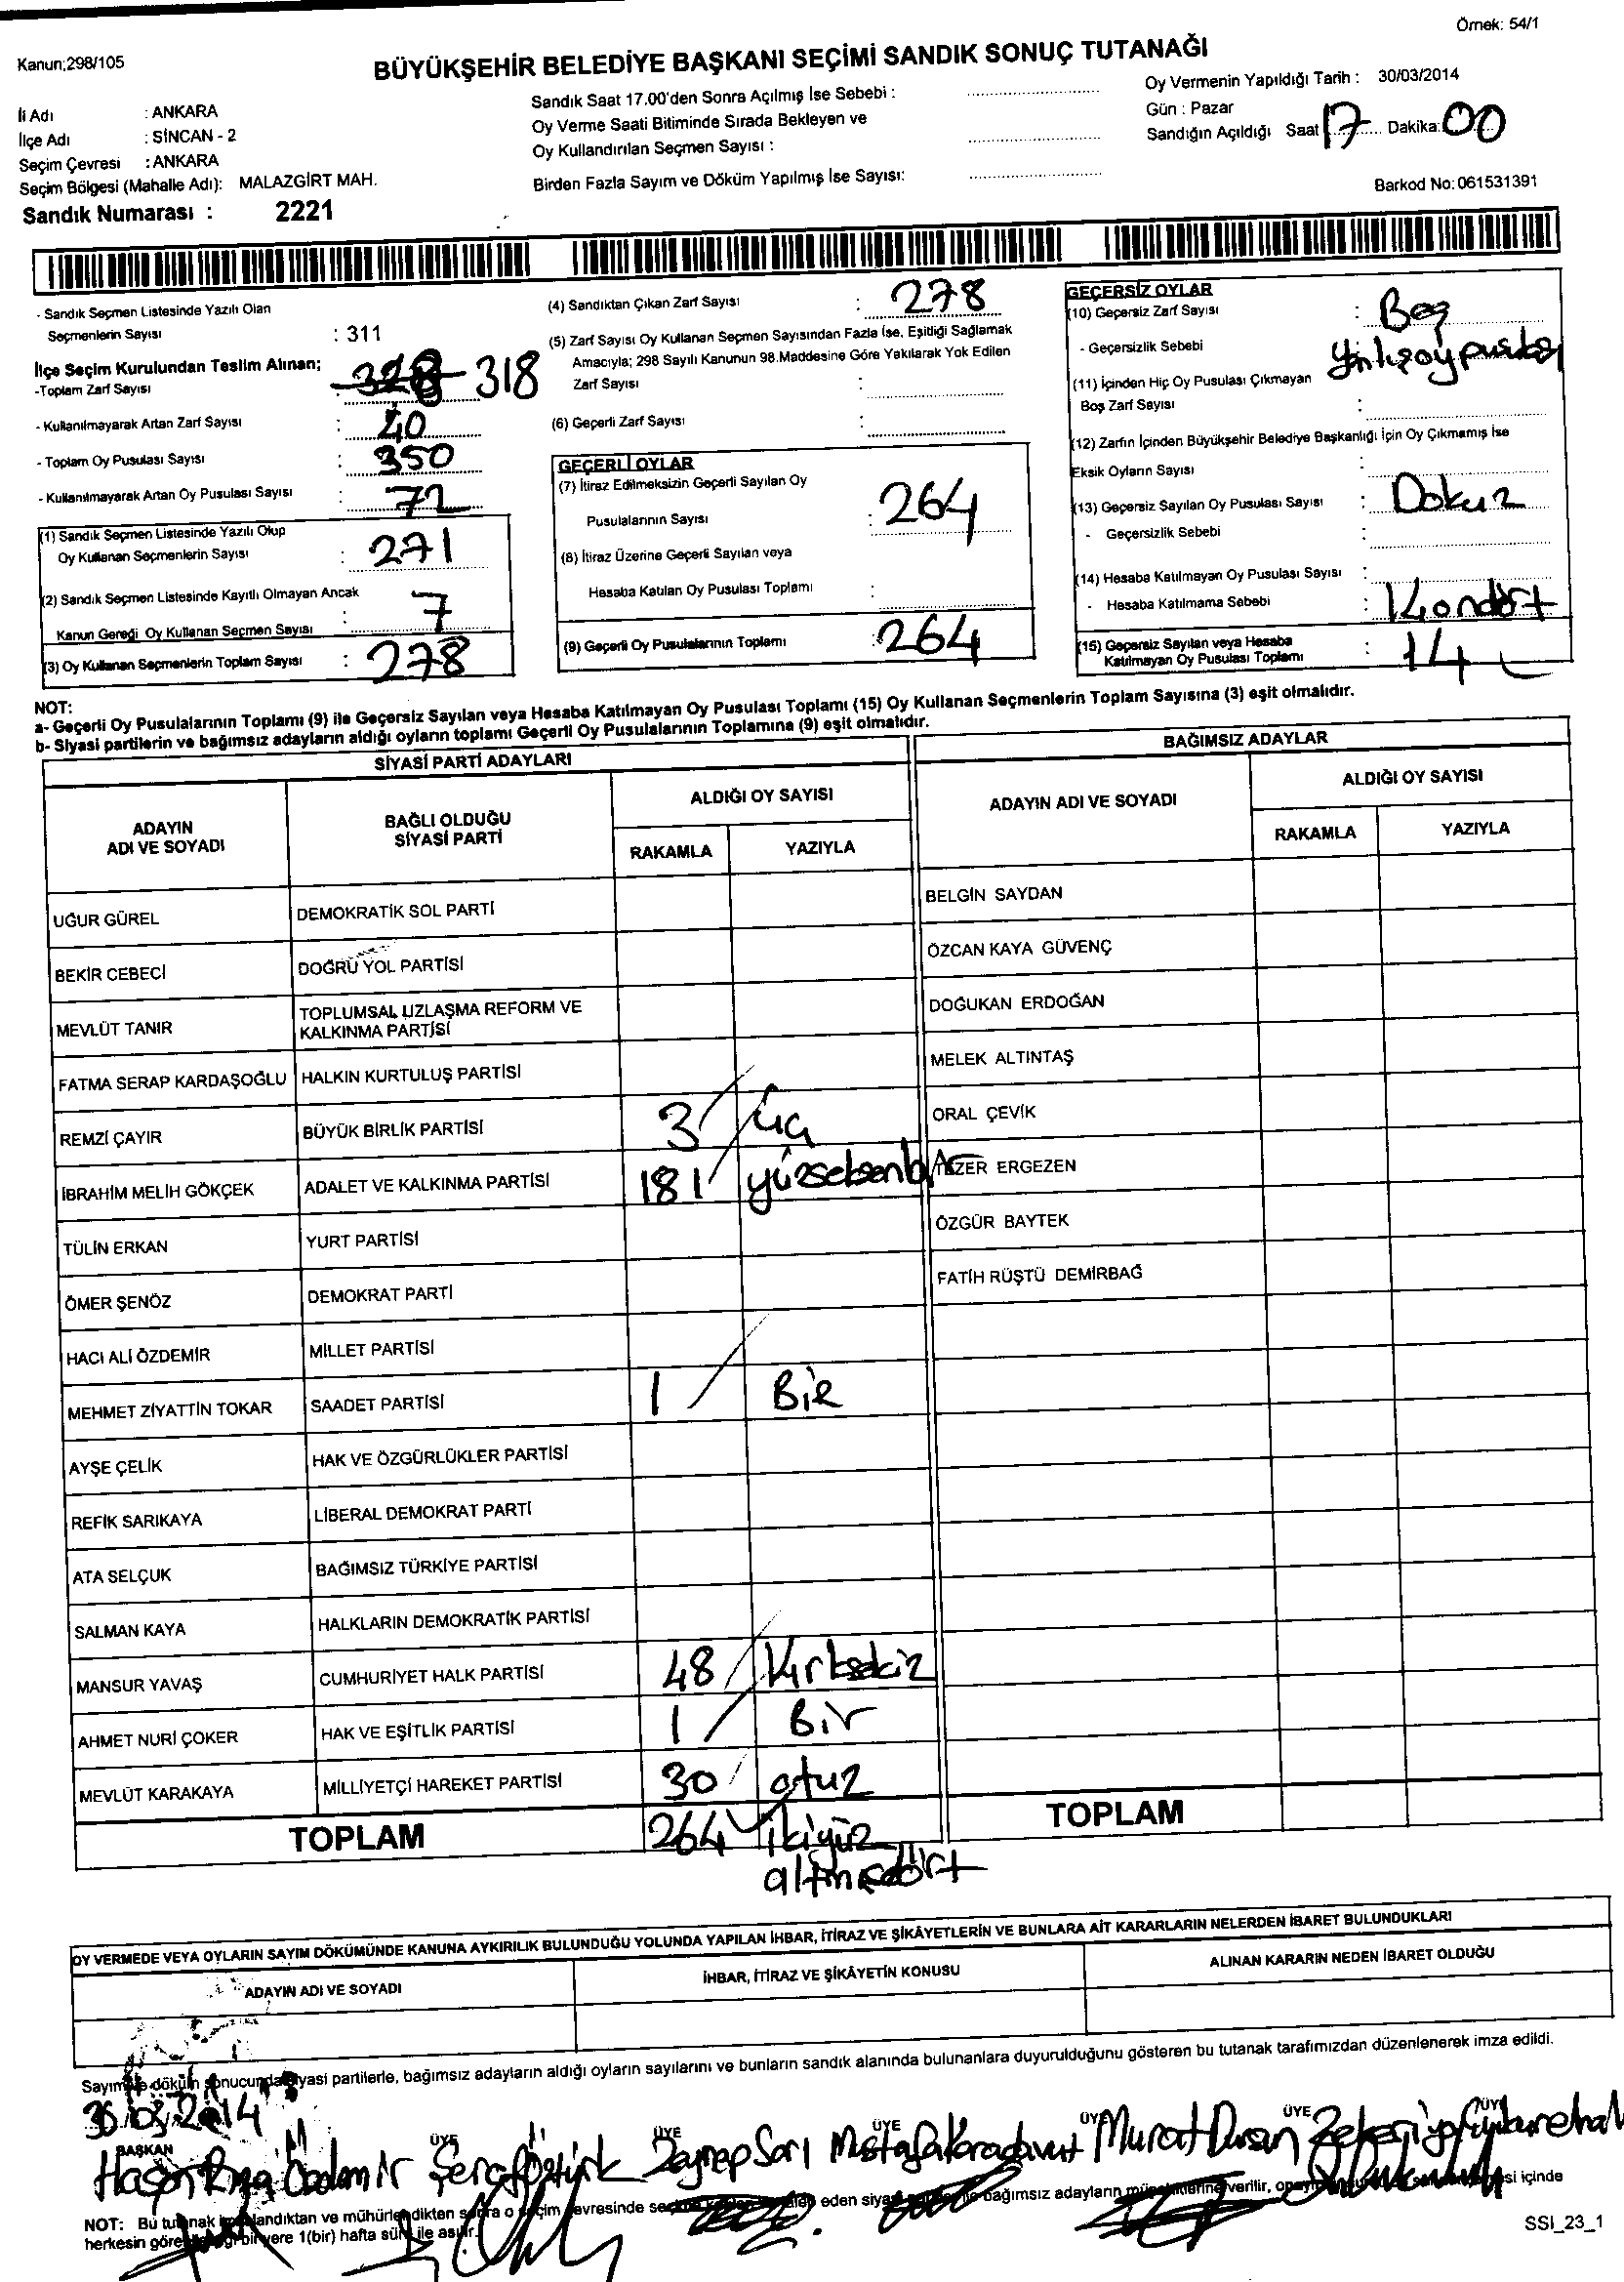 Örnek: 54/1
Kanun;298/105
BÜYÜKŞEHİR BELEDİYE BAŞKANI SEÇİMİ SANDIK SONUÇ TUTANAĞI
İli Adı : ANKARA
İlçe Adı : SİNCAN - 2
Seçim Çevresi : ANKARA
Seçim Bölgesi (Mahalle Adı): MALAZGİRT MAH.
Sandık Numarası : 2221
Sandık Saat 17.00'den Sonra Açılmış İse Sebebi :
Oy Verme Saati Bitiminde Sırada Bekleyen ve
Oy Kullandırılan Seçmen Sayısı :
Birden Fazla Sayım ve Döküm Yapılmış İse Sayısı:
Oy Vermenin Yapıldığı Tarih : 30/03/2014
Gün : Pazar
Sandığın Açıldığı Saat 17 Dakika: 00
Barkod No: 061531391
- Sandık Seçmen Listesinde Yazılı Olan
Seçmenlerin Sayısı : 311
İlçe Seçim Kurulundan Teslim Alınan;
-Toplam Zarf Sayısı : 318
- Kullanılmayarak Artan Zarf Sayısı : 40
- Toplam Oy Pusulası Sayısı : 350
- Kullanılmayarak Artan Oy Pusulası Sayısı : 72
(1) Sandık Seçmen Listesinde Yazılı Olup
Oy Kullanan Seçmenlerin Sayısı : 271
(2) Sandık Seçmen Listesinde Kayıtlı Olmayan Ancak
Kanun Gereği Oy Kullanan Seçmen Sayısı : 7
(3) Oy Kullanan Seçmenlerin Toplam Sayısı : 278
(4) Sandıktan Çıkan Zarf Sayısı : 278
(5) Zarf Sayısı Oy Kullanan Seçmen Sayısından Fazla İse, Eşitliği Sağlamak
Amacıyla; 298 Sayılı Kanunun 98.Maddesine Göre Yakılarak Yok Edilen
Zarf Sayısı :
(6) Geçerli Zarf Sayısı :
GEÇERLİ OYLAR
(7) İtiraz Edilmeksizin Geçerli Sayılan Oy
Pusulalarının Sayısı : 264
(8) İtiraz Üzerine Geçerli Sayılan veya
Hesaba Katılan Oy Pusulası Toplamı :
(9) Geçerli Oy Pusulalarının Toplamı : 264
GEÇERSİZ OYLAR
(10) Geçersiz Zarf Sayısı : Beş
- Geçersizlik Sebebi
(11) İçinden Hiç Oy Pusulası Çıkmayan
Boş Zarf Sayısı :
(12) Zarfın İçinden Büyükşehir Belediye Başkanlığı İçin Oy Çıkmamış İse
Eksik Oyların Sayısı :
(13) Geçersiz Sayılan Oy Pusulası Sayısı : Dokuz
- Geçersizlik Sebebi :
(14) Hesaba Katılmayan Oy Pusulası Sayısı :
- Hesaba Katılmama Sebebi : 14 ondört
(15) Geçersiz Sayılan veya Hesaba
Katılmayan Oy Pusulası Toplamı : 14
NOT:
a- Geçerli Oy Pusulalarının Toplamı (9) ile Geçersiz Sayılan veya Hesaba Katılmayan Oy Pusulası Toplamı (15) Oy Kullanan Seçmenlerin Toplam Sayısına (3) eşit olmalıdır.
b- Siyasi partilerin ve bağımsız adayların aldığı oyların toplamı Geçerli Oy Pusulalarının Toplamına (9) eşit olmalıdır.
SİYASİ PARTİ ADAYLARI
ADAYIN ADI VE SOYADI BAĞLI OLDUĞU SİYASİ PARTİ ALDIĞI OY SAYISI
RAKAMLA YAZIYLA
UĞUR GÜREL DEMOKRATİK SOL PARTİ
BEKİR CEBECİ DOĞRU YOL PARTİSİ
MEVLÜT TANIR TOPLUMSAL UZLAŞMA REFORM VE KALKINMA PARTİSİ
FATMA SERAP KARDAŞOĞLU HALKIN KURTULUŞ PARTİSİ
REMZİ ÇAYIR BÜYÜK BİRLİK PARTİSİ 3 üç
İBRAHİM MELİH GÖKÇEK ADALET VE KALKINMA PARTİSİ 181 yüzseksenbir
TÜLİN ERKAN YURT PARTİSİ
ÖMER ŞENÖZ DEMOKRAT PARTİ
HACI ALİ ÖZDEMİR MİLLET PARTİSİ
MEHMET ZİYATTİN TOKAR SAADET PARTİSİ 1 Bir
AYŞE ÇELİK HAK VE ÖZGÜRLÜKLER PARTİSİ
REFİK SARIKAYA LİBERAL DEMOKRAT PARTİ
ATA SELÇUK BAĞIMSIZ TÜRKİYE PARTİSİ
SALMAN KAYA HALKLARIN DEMOKRATİK PARTİSİ
MANSUR YAVAŞ CUMHURİYET HALK PARTİSİ 48 Kırksekiz
AHMET NURİ ÇOKER HAK VE EŞİTLİK PARTİSİ 1 Bir
MEVLÜT KARAKAYA MİLLİYETÇİ HAREKET PARTİSİ 30 otuz
TOPLAM 264 ikiyüz
altmışdört
BAĞIMSIZ ADAYLAR
ADAYIN ADI VE SOYADI ALDIĞI OY SAYISI
RAKAMLA YAZIYLA
BELGİN SAYDAN
ÖZCAN KAYA GÜVENÇ
DOĞUKAN ERDOĞAN
MELEK ALTINTAŞ
ORAL ÇEVİK
ERGEZEN
ÖZGÜR BAYTEK
FATİH RÜŞTÜ DEMİRBAĞ
TOPLAM
OY VERMEDE VEYA OYLARIN SAYIM DÖKÜMÜNDE KANUNA AYKIRILIK BULUNDUĞU YOLUNDA YAPILAN İHBAR, İTİRAZ VE ŞİKÂYETLERİN VE BUNLARA AİT KARARLARIN NELERDEN İBARET BULUNDUKLARI
ADAYIN ADI VE SOYADI İHBAR, İTİRAZ VE ŞİKÂYETİN KONUSU ALINAN KARARIN NEDEN İBARET OLDUĞU
Sayım ve döküm sonucunda siyasi partilerle, bağımsız adayların aldığı oyların sayılarını ve bunların sandık alanında bulunanlara duyurulduğunu gösteren bu tutanak tarafımızdan düzenlenerek imza edildi.
30.03.2014
BAŞKAN ÜYE ÜYE ÜYE ÜYE ÜYE ÜYE
Hasan Özdemir Öztürk Zeynep Sarı Mustafa Karadavut Murat Dursun
NOT: Bu tutanak imzalandıktan ve mühürlendikten sonra o seçim çevresinde eden siyasi bağımsız adayların verilir, içinde
herkesin bir yere 1(bir) hafta süre ile asılır.
SSI_23_1